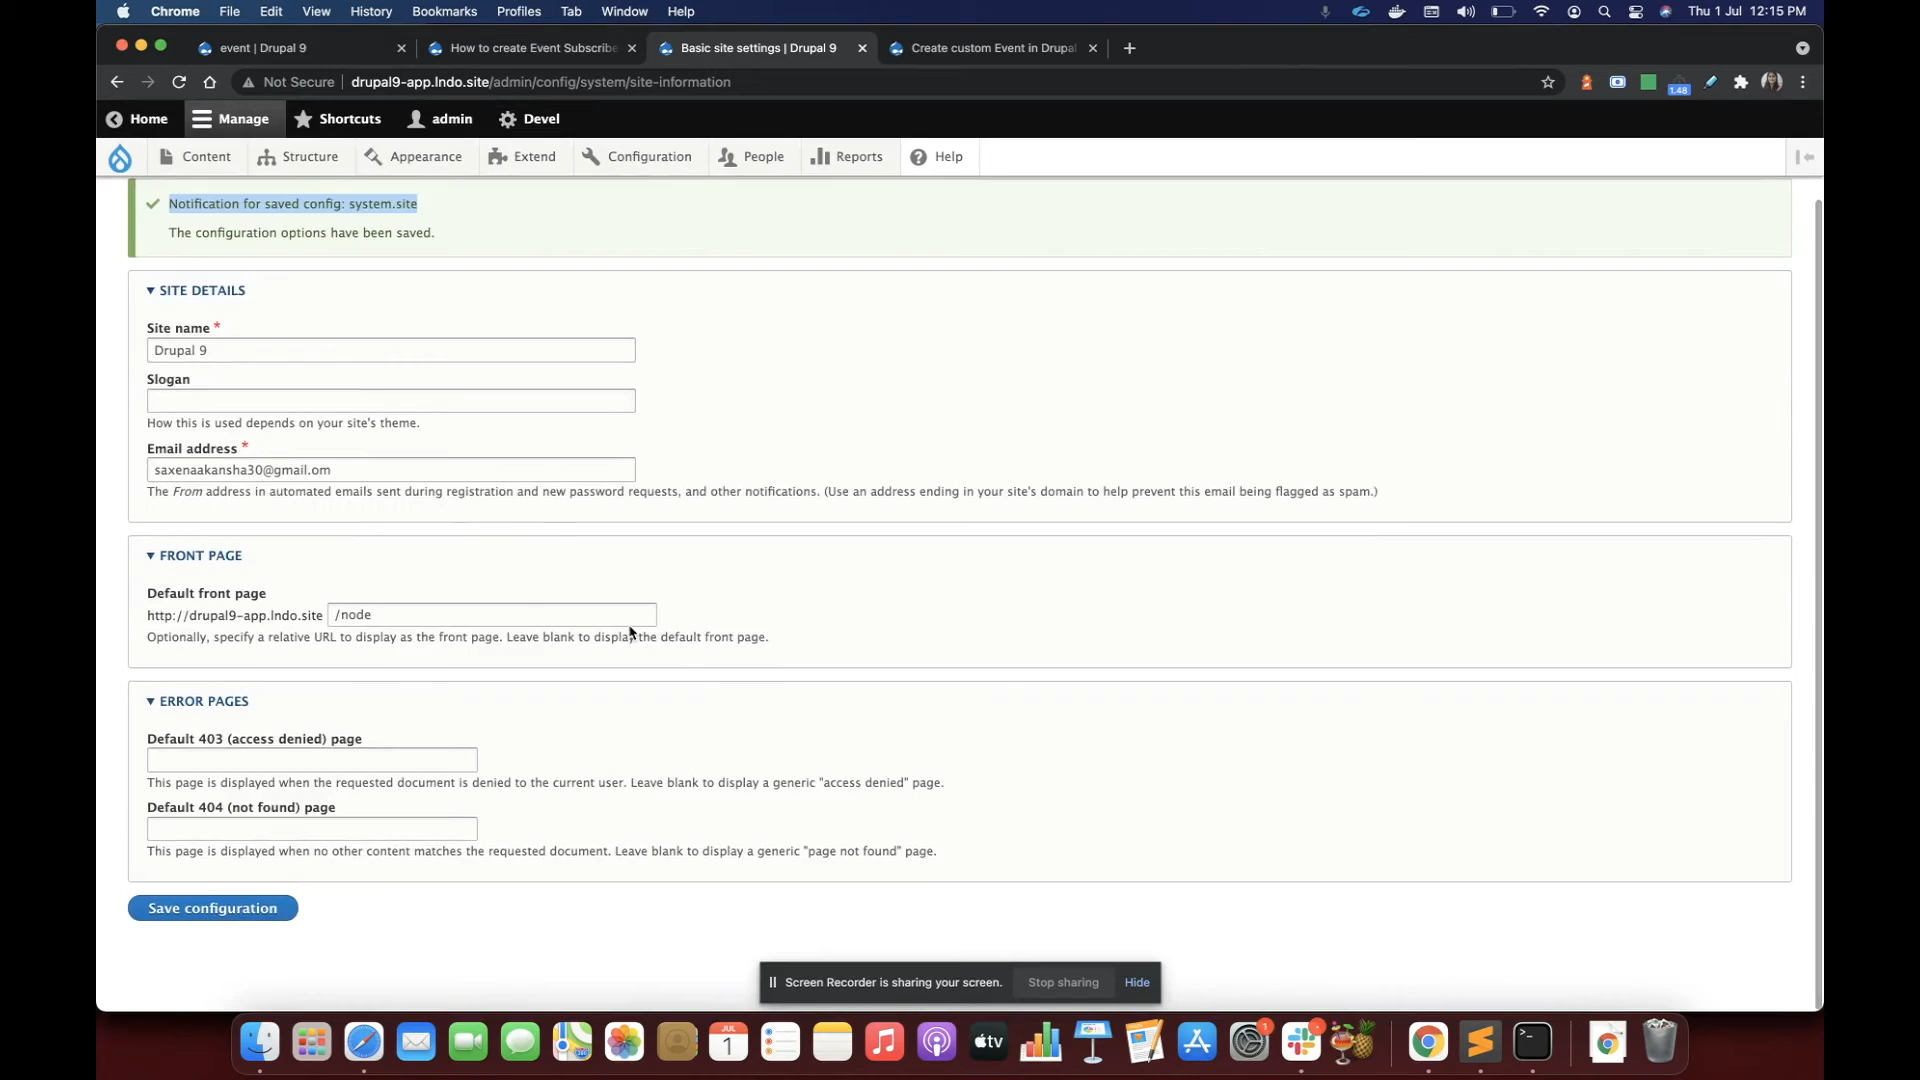 Chrome File Edit View History Bookmarks Profiles Tab Window Help Thu 1 Jul 12:15 PM
event | Drupal 9 How to create Event Subscribe Basic site settings | Drupal 9 Create custom Event in Drupal
Not Secure drupal9-app.lndo.site/admin/config/system/site-information 1.48
Home Manage Shortcuts admin Devel
Content Structure Appearance Extend Configuration People Reports Help
Notification for saved config: system.site
The configuration options have been saved.
SITE DETAILS
Site name *
Drupal 9
Slogan
How this is used depends on your site's theme.
Email address *
saxenaakansha30@gmail.om
The From address in automated emails sent during registration and new password requests, and other notifications. (Use an address ending in your site's domain to help prevent this email being flagged as spam.)
FRONT PAGE
Default front page
http://drupal9-app.lndo.site /node
Optionally, specify a relative URL to display as the front page. Leave blank to display the default front page.
ERROR PAGES
Default 403 (access denied) page
This page is displayed when the requested document is denied to the current user. Leave blank to display a generic "access denied" page.
Default 404 (not found) page
This page is displayed when no other content matches the requested document. Leave blank to display a generic "page not found" page.
Save configuration
Screen Recorder is sharing your screen. Stop sharing Hide
JUL
1
tv
1